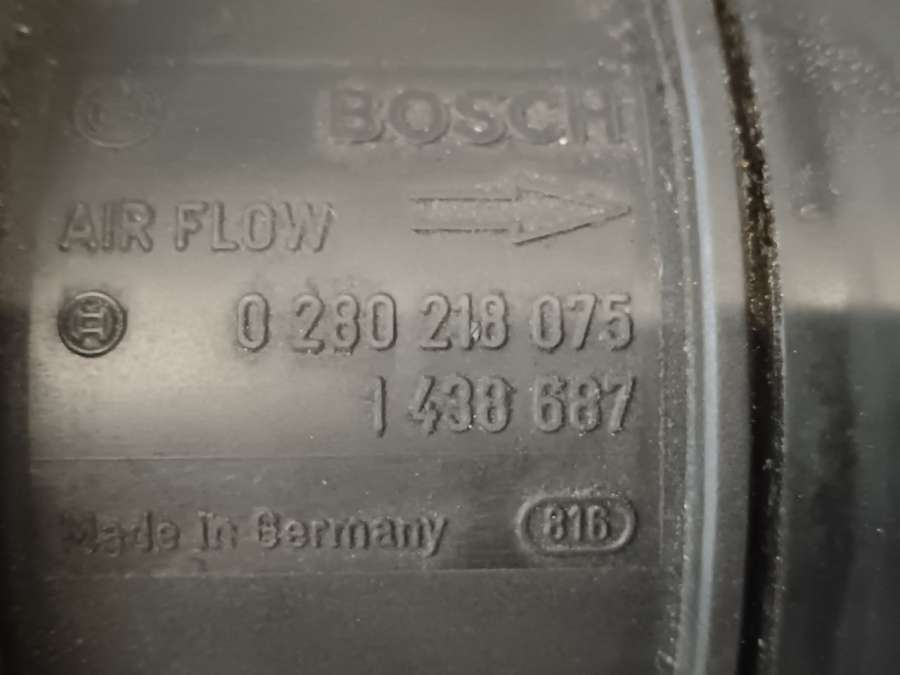 BOSCH
AIR FLOW
0 280 218 075
1 438 687
Made in Germany 816